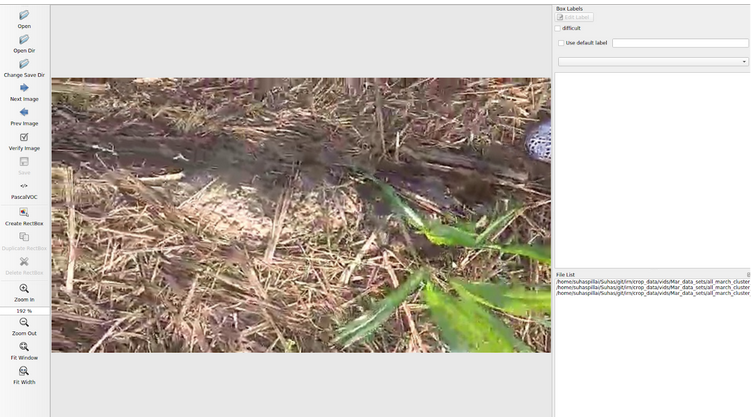 Open
Open Dir
Change Save Dir
Next Image
Prev Image
Verify Image
Save
PascalVOC
Create RectBox
Duplicate RectBox
Delete RectBox
Zoom In
192 %
Zoom Out
Fit Window
Fit Width
Box Labels
Edit Label
difficult
Use default label
File List
/home/suhaspillai/Suhas/git/irn/crop_data/vids/Mar_data_sets/all_march_cluster
/home/suhaspillai/Suhas/git/irn/crop_data/vids/Mar_data_sets/all_march_cluster
/home/suhaspillai/Suhas/git/irn/crop_data/vids/Mar_data_sets/all_march_cluster